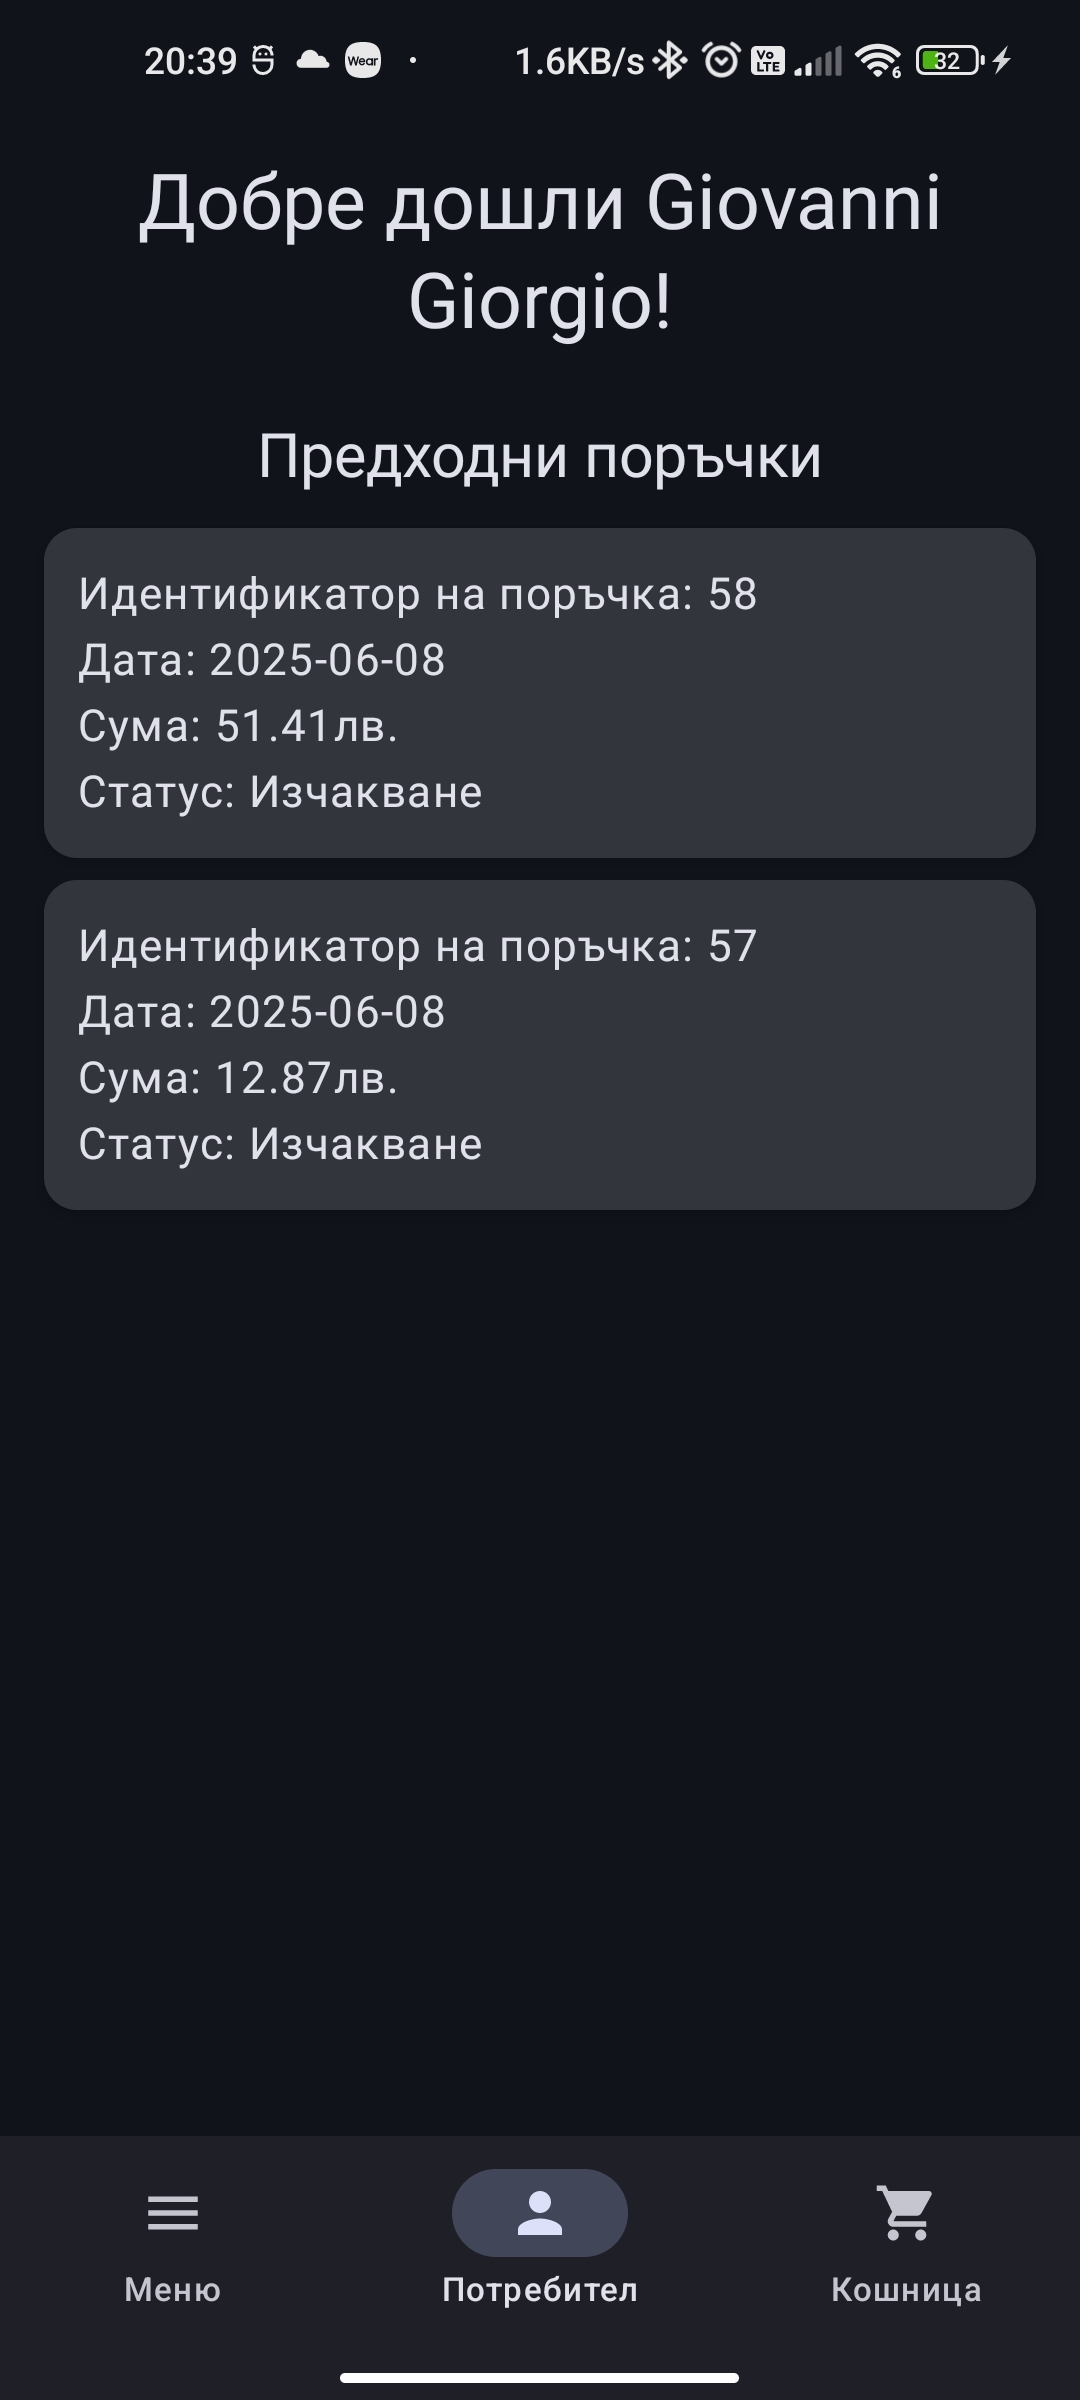 20:39 Wear 1.6KB/s Vo LTE 6 32
Добре дошли Giovanni
Giorgio!
Предходни поръчки
Идентификатор на поръчка: 58
Дата: 2025-06-08
Сума: 51.41лв.
Статус: Изчакване
Идентификатор на поръчка: 57
Дата: 2025-06-08
Сума: 12.87лв.
Статус: Изчакване
Меню Потребител Кошница